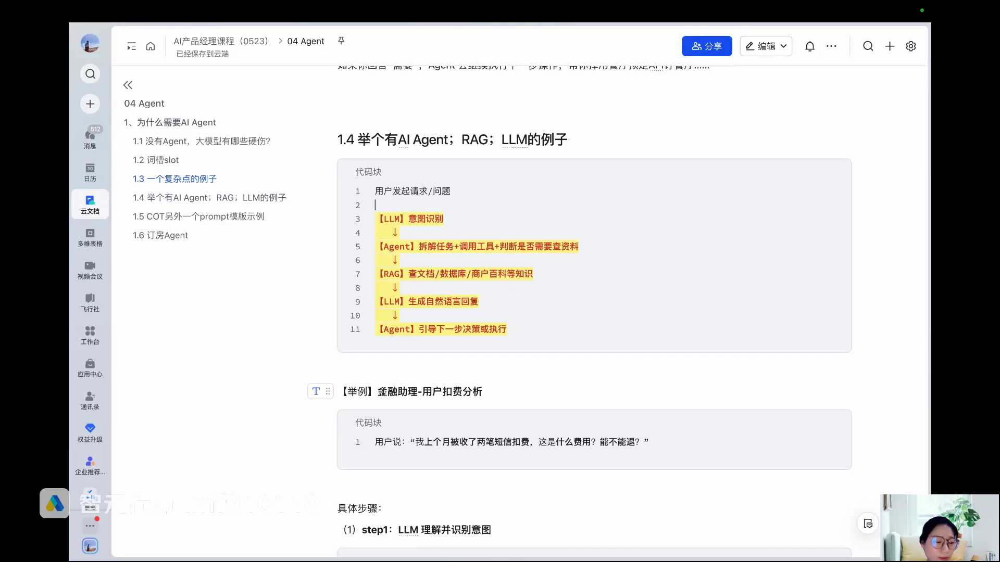 AI产品经理课程（0523） > 04 Agent
已经保存到云端
分享
编辑
512
消息
30
日历
云文档
多维表格
视频会议
飞行社
工作台
应用中心
通讯录
权益升级
企业推荐...
04 Agent
1、为什么需要AI Agent
1.1 没有Agent，大模型有哪些硬伤?
1.2 词槽slot
1.3 一个复杂点的例子
1.4 举个有AI Agent；RAG；LLM的例子
1.5 COT另外一个prompt模版示例
1.6 订房Agent
1.4 举个有AI Agent；RAG；LLM的例子
代码块
1 用户发起请求/问题
2
3 【LLM】意图识别
4 ↓
5 【Agent】拆解任务+调用工具+判断是否需要查资料
6 ↓
7 【RAG】查文档/数据库/商户百科等知识
8 ↓
9 【LLM】生成自然语言回复
10 ↓
11 【Agent】引导下一步决策或执行
【举例】金融助理-用户扣费分析
代码块
1 用户说：“我上个月被收了两笔短信扣费，这是什么费用？能不能退？”
具体步骤：
（1）step1：LLM 理解并识别意图